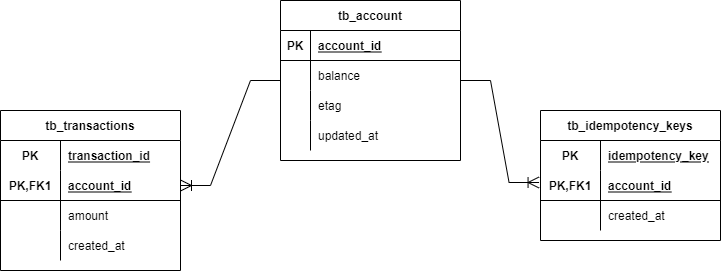 tb_account
PK account_id
balance
etag
updated_at
tb_transactions
PK transaction_id
PK,FK1 account_id
amount
created_at
tb_idempotency_keys
PK idempotency_key
PK,FK1 account_id
created_at